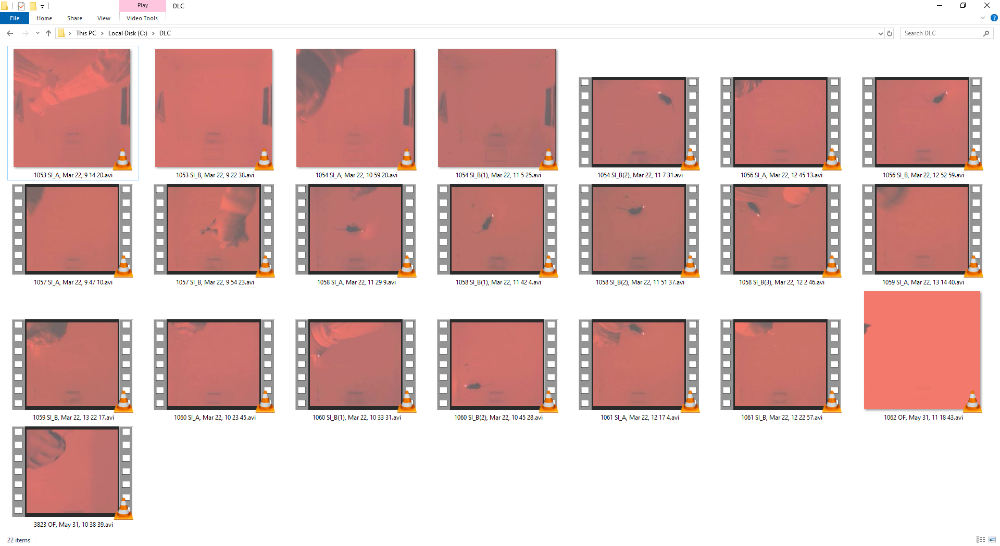 Play
DLC
File
Home
Share
View
Video Tools
This PC
Local Disk (C:)
DLC
Search DLC
1053 SI_A, Mar 22, 9 14 20.avi
1053 SI_B, Mar 22, 9 22 38.avi
1054 SI_A, Mar 22, 10 59 20.avi
1054 SI_B(1), Mar 22, 11 5 25.avi
1054 SI_B(2), Mar 22, 11 7 31.avi
1056 SI_A, Mar 22, 12 45 13.avi
1056 SI_B, Mar 22, 12 52 59.avi
1057 SI_A, Mar 22, 9 47 10.avi
1057 SI_B, Mar 22, 9 54 23.avi
1058 SI_A, Mar 22, 11 29 9.avi
1058 SI_B(1), Mar 22, 11 42 4.avi
1058 SI_B(2), Mar 22, 11 51 37.avi
1058 SI_B(3), Mar 22, 12 2 46.avi
1059 SI_A, Mar 22, 13 14 40.avi
1059 SI_B, Mar 22, 13 22 17.avi
1060 SI_A, Mar 22, 10 23 45.avi
1060 SI_B(1), Mar 22, 10 33 31.avi
1060 SI_B(2), Mar 22, 10 45 28.avi
1061 SI_A, Mar 22, 12 17 4.avi
1061 SI_B, Mar 22, 12 22 57.avi
1062 OF, May 31, 11 18 43.avi
3823 OF, May 31, 10 38 39.avi
22 items